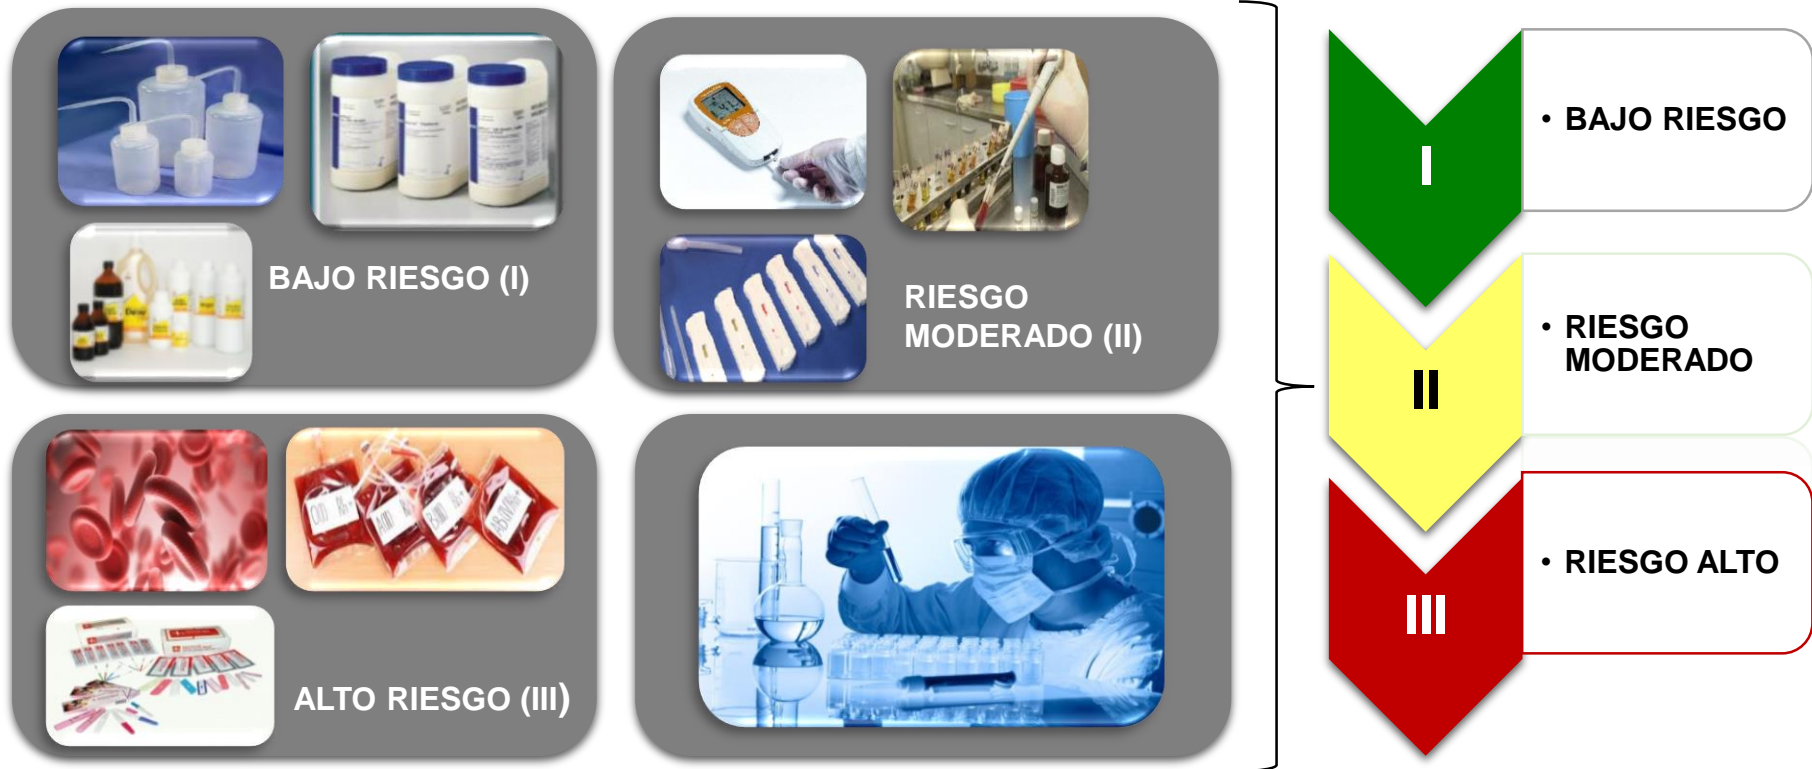 BAJO RIESGO (I)
RIESGO
MODERADO (II)
ALTO RIESGO (III)
I
• BAJO RIESGO
II
• RIESGO
MODERADO
III
• RIESGO ALTO